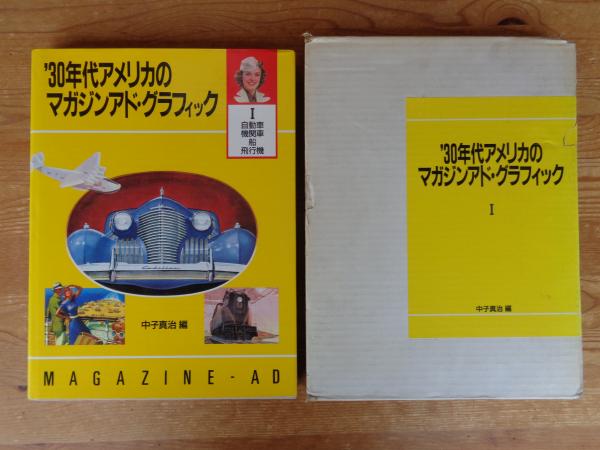 '30年代アメリカの
マガジンアド・グラフィック
I
自動車
機関車
船
飛行機
Cadillac
中子真治 編
MAGAZINE-AD
'30年代アメリカの
マガジンアド・グラフィック
I
中子真治 編